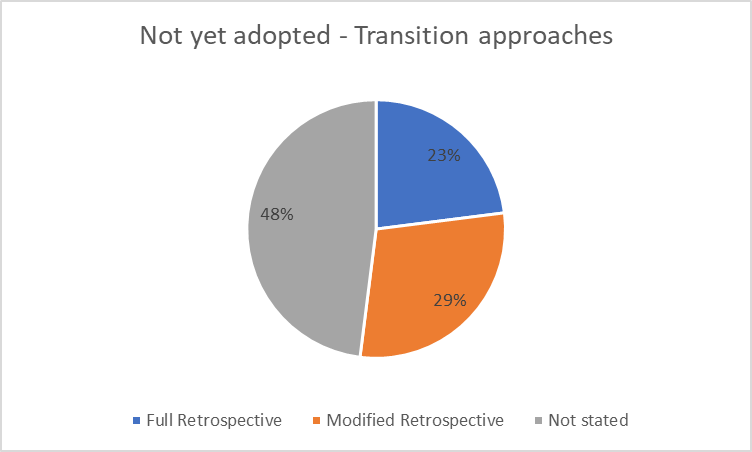 Not yet adopted - Transition approaches
23%
48%
29%
Full Retrospective Modified Retrospective Not stated